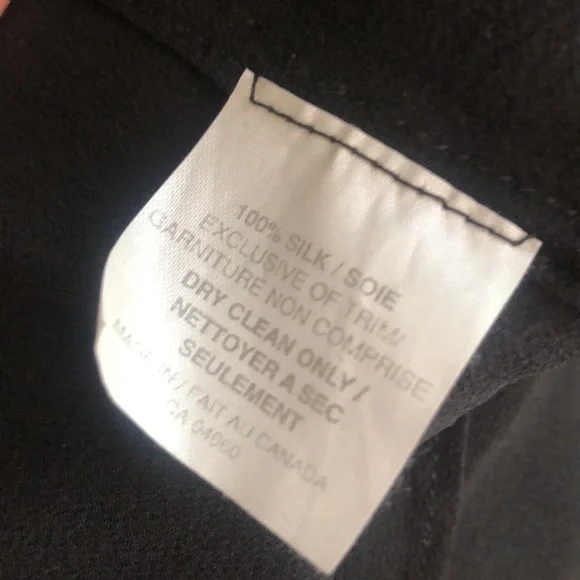 100% SILK / SOIE
EXCLUSIVE OF TRIM
GARNITURE NON COMPRISE
DRY CLEAN ONLY /
NETTOYER A SEC
SEULEMENT
MADE IN / FAIT AU CANADA
CA 04060